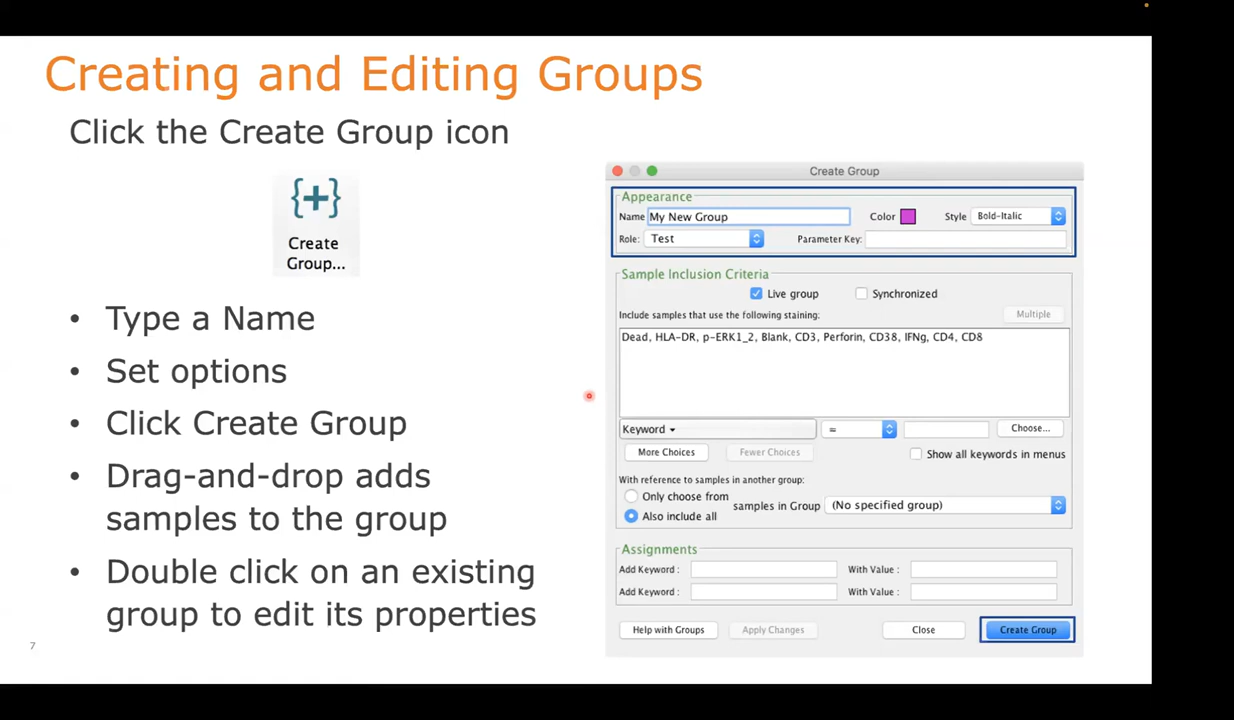 Creating and Editing Groups
Click the Create Group icon
{+}
Create
Group...
• Type a Name
• Set options
• Click Create Group
• Drag-and-drop adds
samples to the group
• Double click on an existing
group to edit its properties
7
Create Group
Appearance
Name My New Group Color Style Bold-Italic
Role: Test Parameter Key:
Sample Inclusion Criteria
Live group Synchronized
Include samples that use the following staining: Multiple
Dead, HLA-DR, p-ERK1_2, Blank, CD3, Perforin, CD38, IFNg, CD4, CD8
Keyword = Choose...
More Choices Fewer Choices Show all keywords in menus
With reference to samples in another group:
Only choose from
samples in Group (No specified group)
Also include all
Assignments
Add Keyword : With Value :
Add Keyword : With Value :
Help with Groups Apply Changes Close Create Group